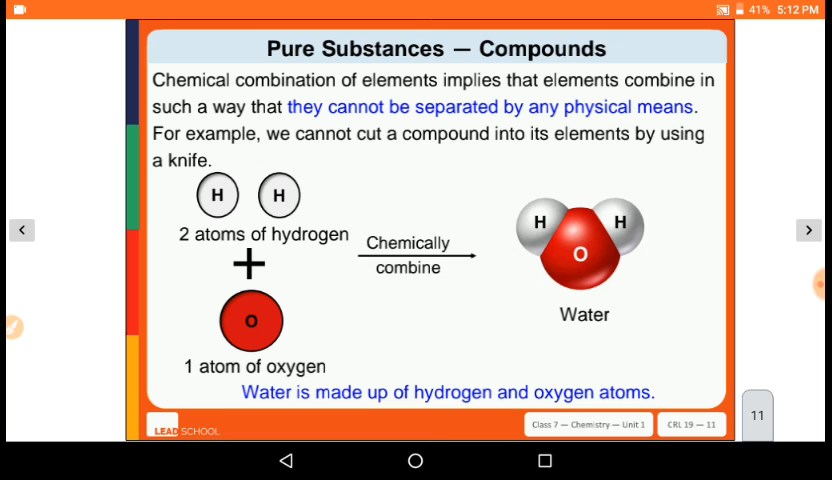 41% 5:12 PM
Pure Substances — Compounds
Chemical combination of elements implies that elements combine in
such a way that they cannot be separated by any physical means.
For example, we cannot cut a compound into its elements by using
a knife.
H H
2 atoms of hydrogen
+
O
1 atom of oxygen
Chemically
combine
H H
O
Water
Water is made up of hydrogen and oxygen atoms.
LEAD SCHOOL
Class 7 — Chemistry — Unit 1
CRL 19 — 11
11